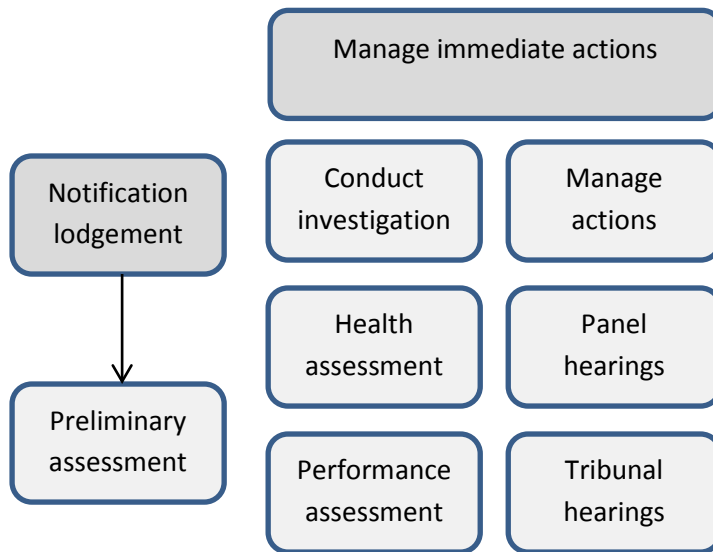 Manage immediate actions
Notification
lodgement
Preliminary
assessment
Conduct
investigation
Manage
actions
Health
assessment
Panel
hearings
Performance
assessment
Tribunal
hearings